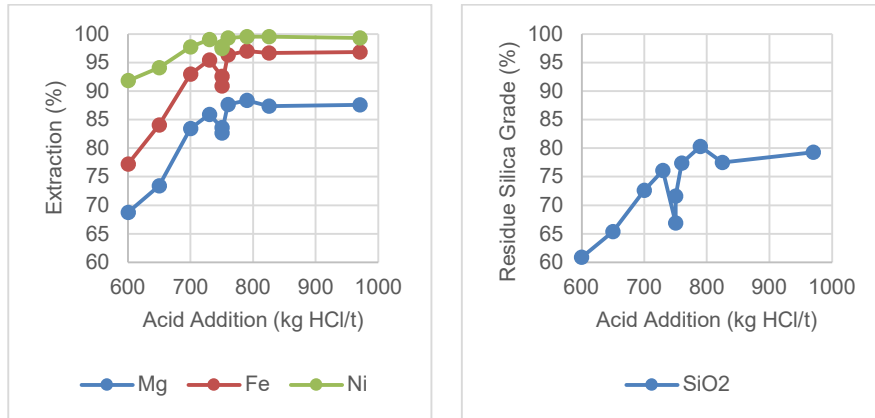 Extraction (%)
100
95
90
85
80
75
70
65
60
600 700 800 900 1000
Acid Addition (kg HCl/t)
Mg Fe Ni
Residue Silica Grade (%)
100
95
90
85
80
75
70
65
60
600 700 800 900 1000
Acid Addition (kg HCl/t)
SiO2